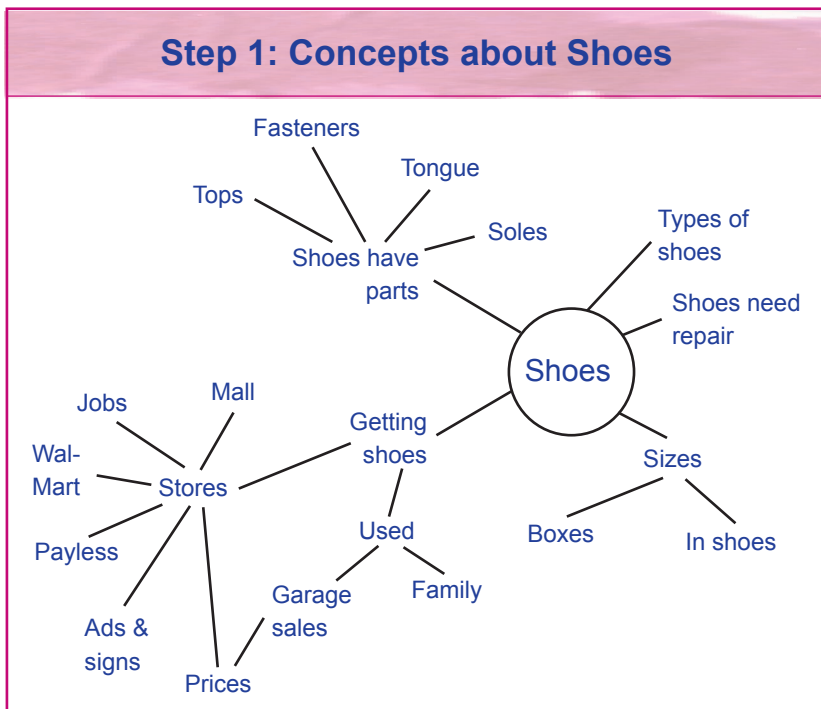 Step 1: Concepts about Shoes
Fasteners
Tongue
Tops
Soles
Shoes have
parts
Types of
shoes
Shoes need
repair
Shoes
Jobs
Mall
Getting
shoes
Wal-
Mart
Stores
Sizes
Payless
Used
Boxes
In shoes
Garage
sales
Family
Ads &
signs
Prices